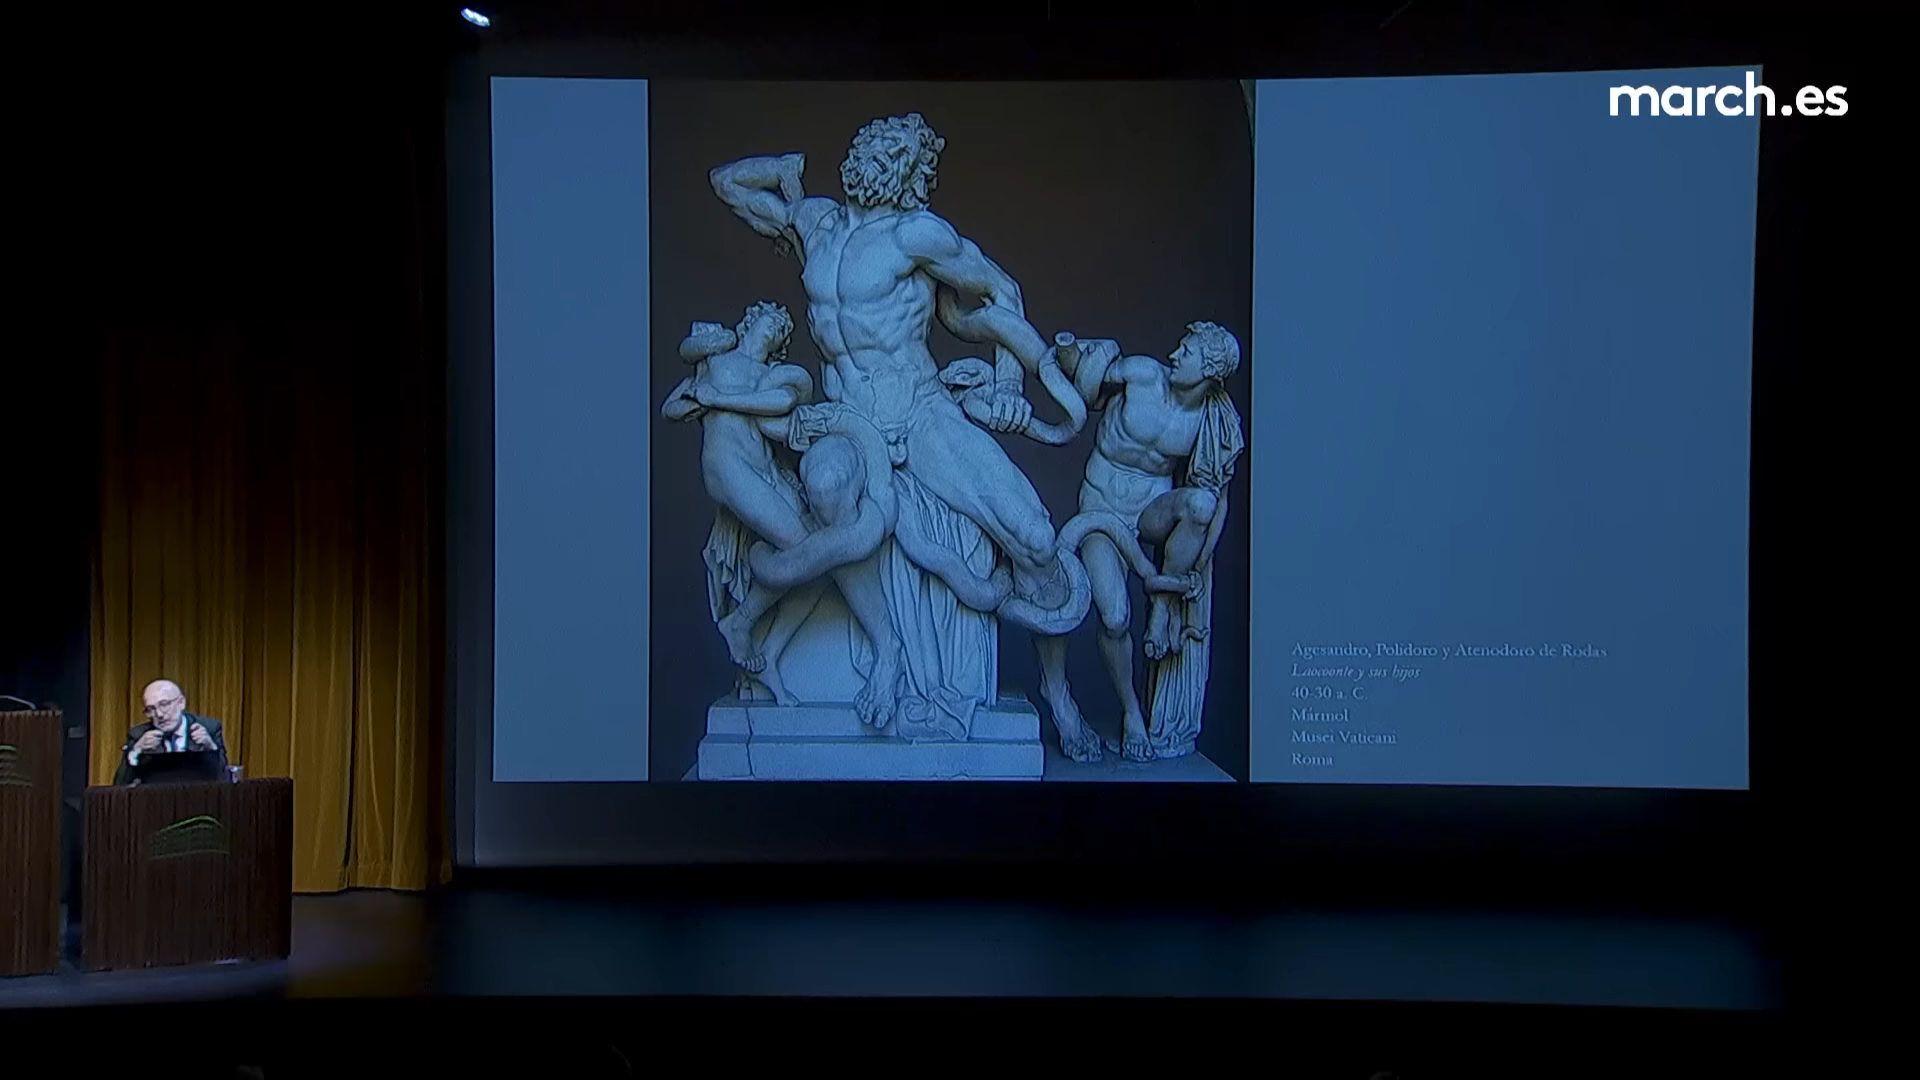 march.es
Agesandro, Polidoro y Atenodoro de Rodas
Laocoonte y sus hijos
40-30 a. C.
Mármol
Musei Vaticani
Roma